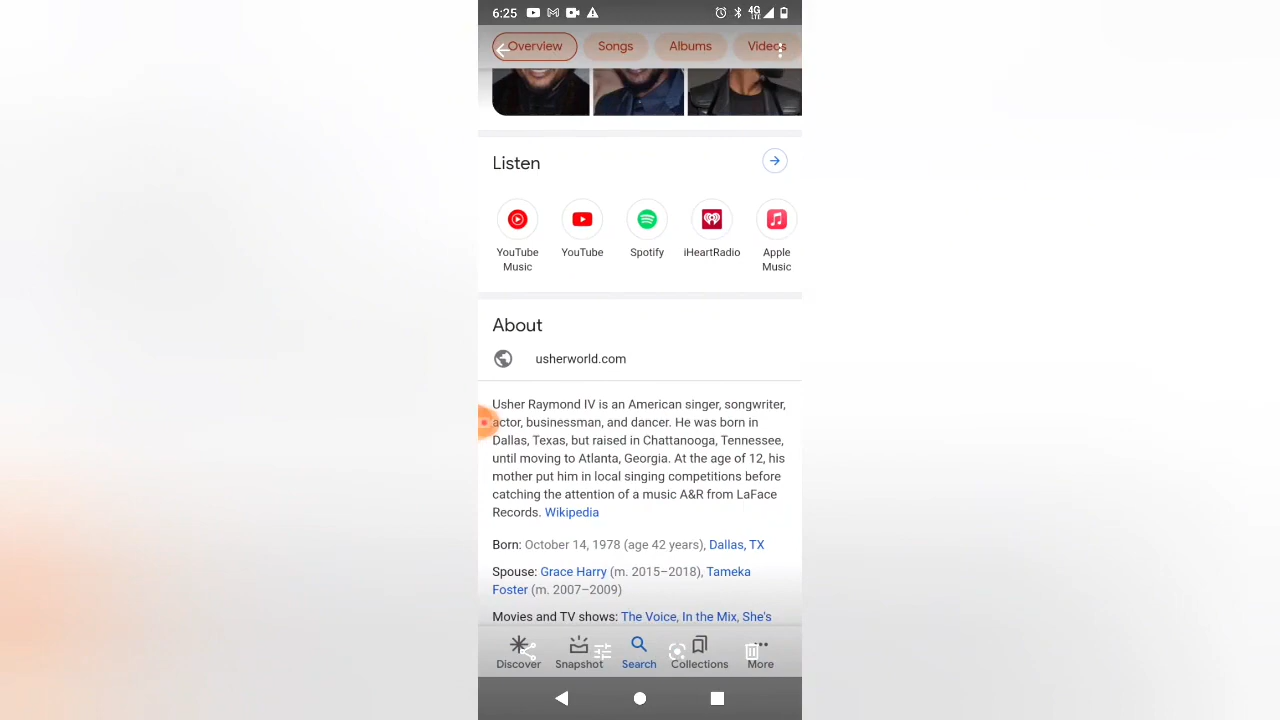 6:25
4G
LTE
Overview Songs Albums Videos
Listen
YouTube Music
YouTube
Spotify
iHeartRadio
Apple Music
About
usherworld.com
Usher Raymond IV is an American singer, songwriter,
actor, businessman, and dancer. He was born in
Dallas, Texas, but raised in Chattanooga, Tennessee,
until moving to Atlanta, Georgia. At the age of 12, his
mother put him in local singing competitions before
catching the attention of a music A&R from LaFace
Records. Wikipedia
Born: October 14, 1978 (age 42 years), Dallas, TX
Spouse: Grace Harry (m. 2015–2018), Tameka
Foster (m. 2007–2009)
Movies and TV shows: The Voice, In the Mix, She's
Discover Snapshot Search Collections More